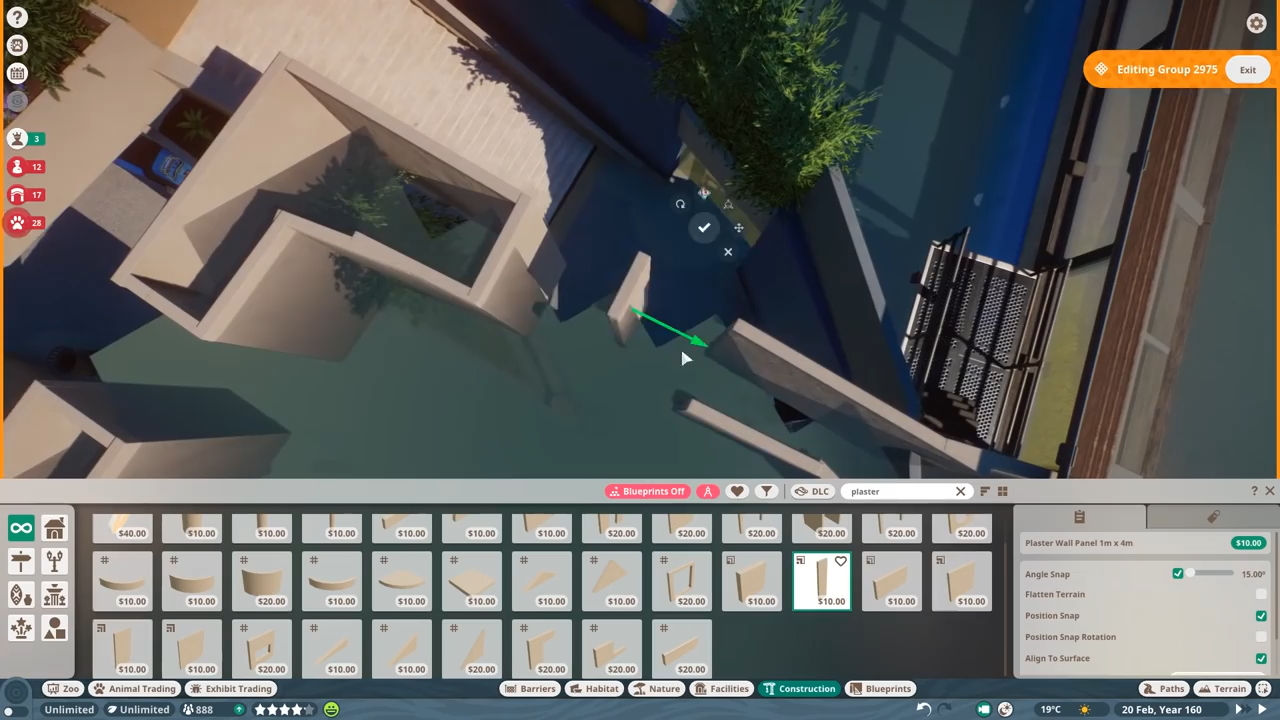 ?
Editing Group 2975
Exit
3
12
17
28
Blueprints Off
DLC
plaster
?
$40.00 $10.00 $10.00 $10.00 $10.00 $10.00 $10.00 $20.00 $20.00 $20.00 $20.00 $20.00 $10.00
$10.00 $10.00 $20.00 $10.00 $10.00 $10.00 $10.00 $10.00 $20.00 $10.00 $10.00 $10.00 $10.00
$10.00 $10.00 $20.00 $10.00 $10.00 $20.00 $20.00 $20.00 $20.00
Plaster Wall Panel 1m x 4m
$10.00
Angle Snap
15.00°
Flatten Terrain
Position Snap
Position Snap Rotation
Align To Surface
Zoo
Animal Trading
Exhibit Trading
Barriers
Habitat
Nature
Facilities
Construction
Blueprints
Paths
Terrain
Unlimited
Unlimited
888
19°C
20 Feb, Year 160